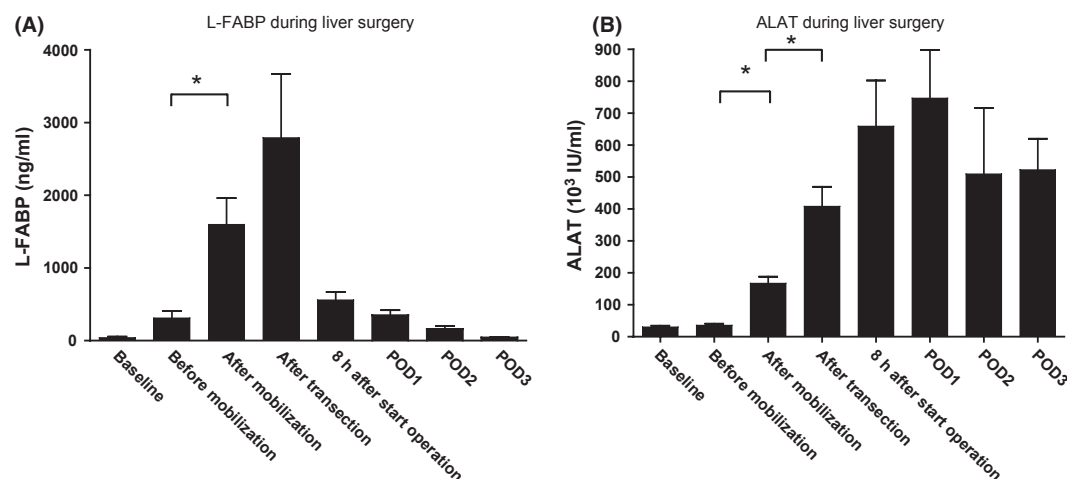 (A)
L-FABP during liver surgery
L-FABP (ng/ml)
4000
3000
2000
1000
0
*
Baseline
Before mobilization
After mobilization
After transection
8 h after start operation
POD1
POD2
POD3
(B)
ALAT during liver surgery
ALAT (10³ IU/ml)
900
800
700
600
500
400
300
200
100
0
*
*
Baseline
Before mobilization
After mobilization
After transection
8 h after start operation
POD1
POD2
POD3